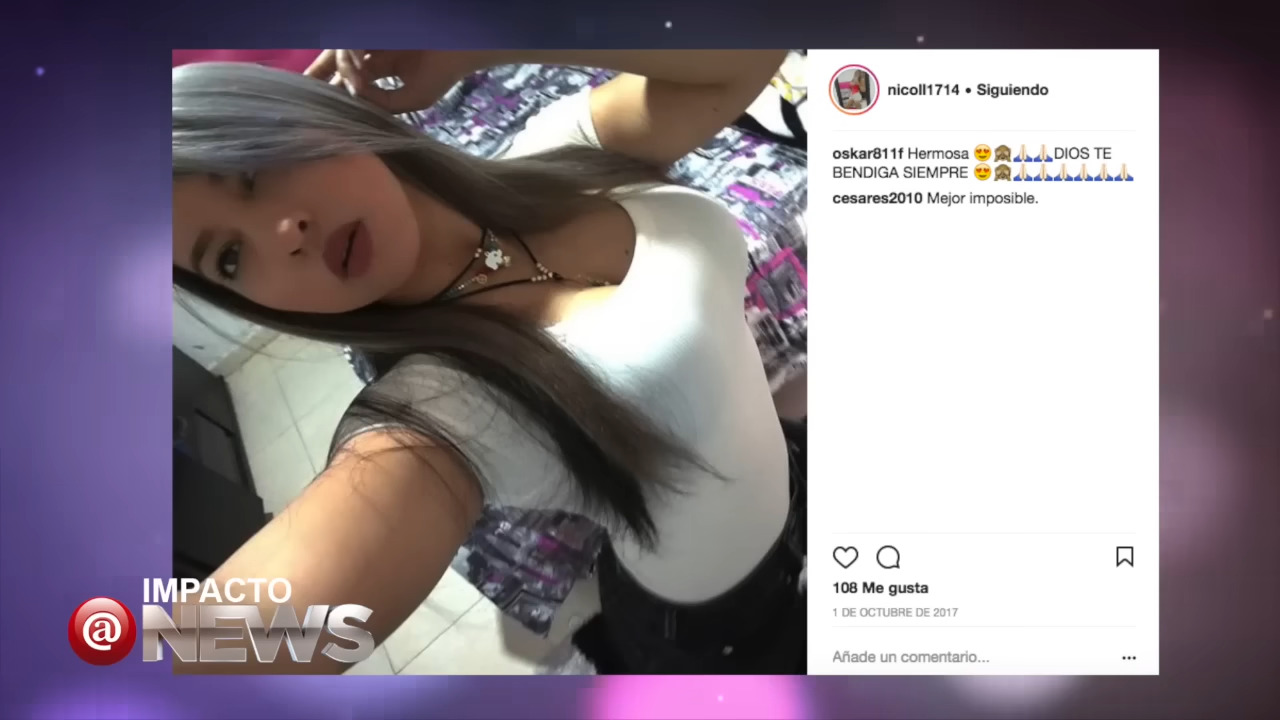 nicoll1714 • Siguiendo
oskar811f Hermosa 😍🙈🙏🏻🙏🏻DIOS TE
BENDIGA SIEMPRE 😍🙈🙏🏻🙏🏻🙏🏻🙏🏻🙏🏻🙏🏻
cesares2010 Mejor imposible.
108 Me gusta
1 DE OCTUBRE DE 2017
Añade un comentario...
IMPACTO
@NEWS